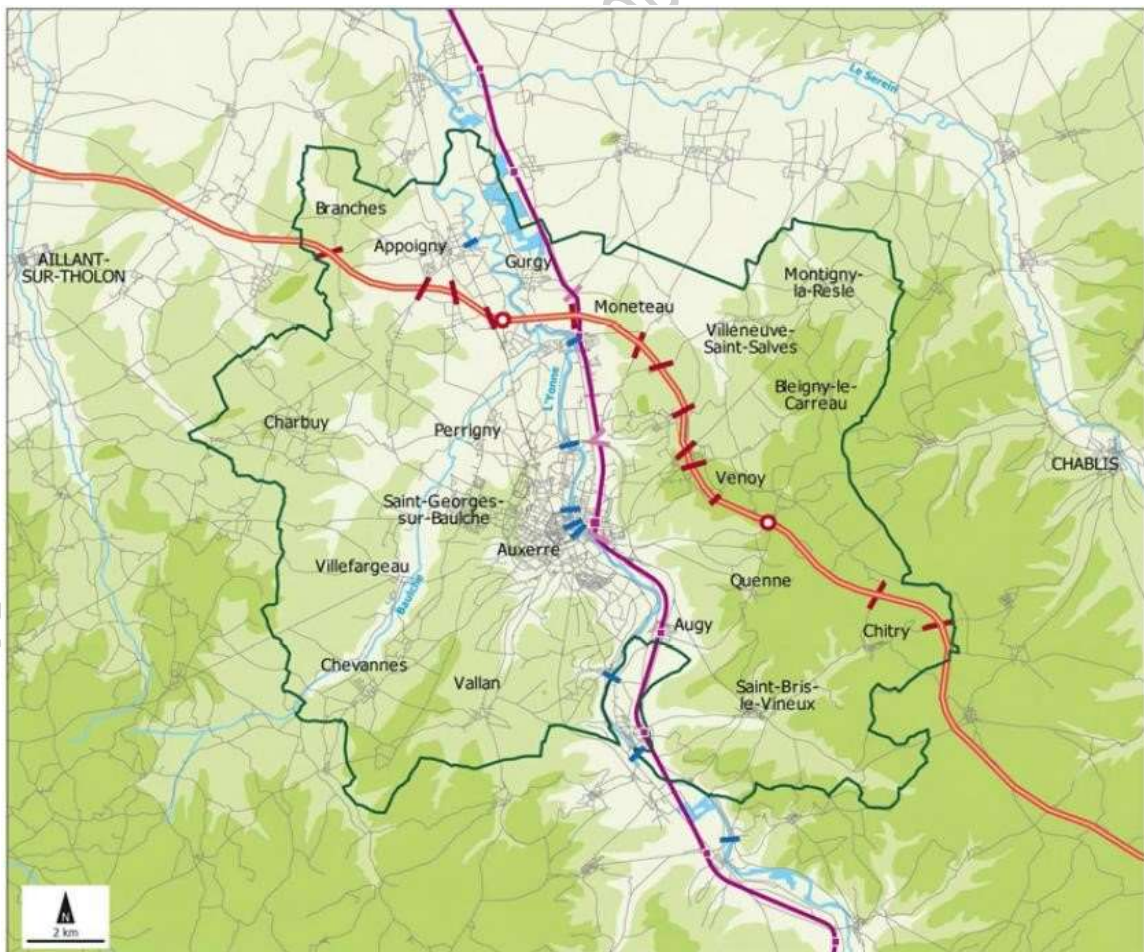 Le Serein
Branches
Appoigny
Gurgy
AILLANT-
SUR-THOLON
Montigny-
la-Resle
Moneteau
Villeneuve-
Saint-Salves
Bleigny-le-
Carreau
L'Yonne
Charbuy
Perrigny
CHABLIS
Venoy
Saint-Georges-
sur-Baulche
Auxerre
Villefargeau
Baulche
Quenne
Augy
Chitry
Chevannes
Vallan
Saint-Bris-
le-Vineux
N
2 km